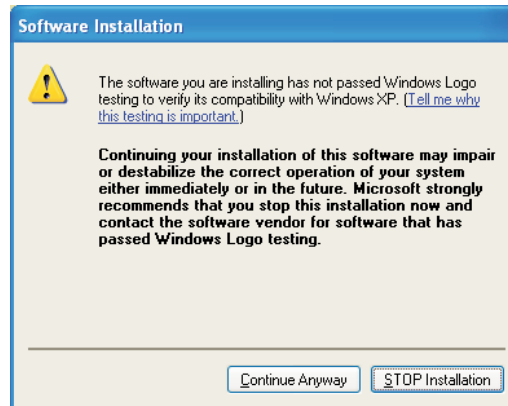 Software Installation
The software you are installing has not passed Windows Logo
testing to verify its compatibility with Windows XP. (Tell me why
this testing is important.)
Continuing your installation of this software may impair
or destabilize the correct operation of your system
either immediately or in the future. Microsoft strongly
recommends that you stop this installation now and
contact the software vendor for software that has
passed Windows Logo testing.
Continue Anyway
STOP Installation